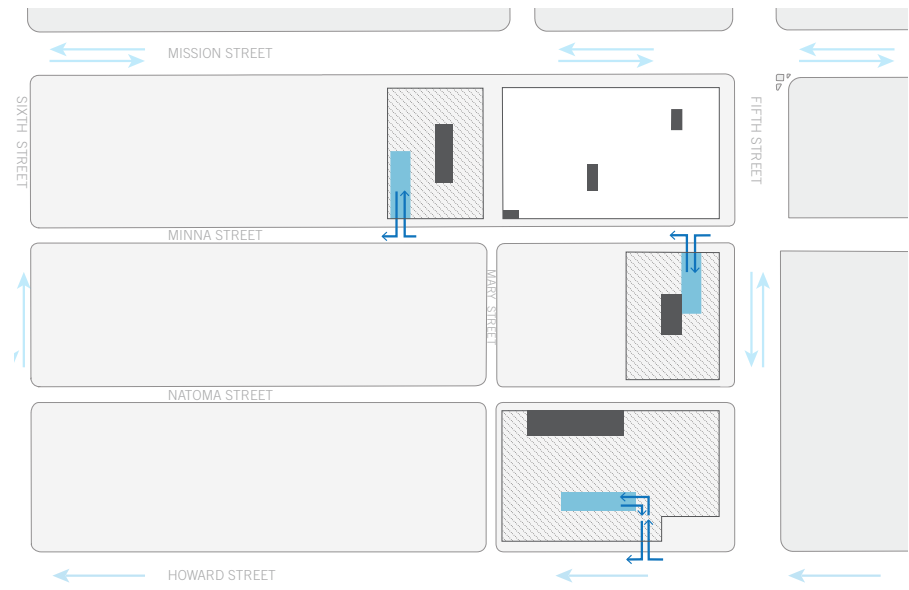 MISSION STREET
SIXTH STREET
FIFTH STREET
MINNA STREET
MARY STREET
NATOMA STREET
HOWARD STREET